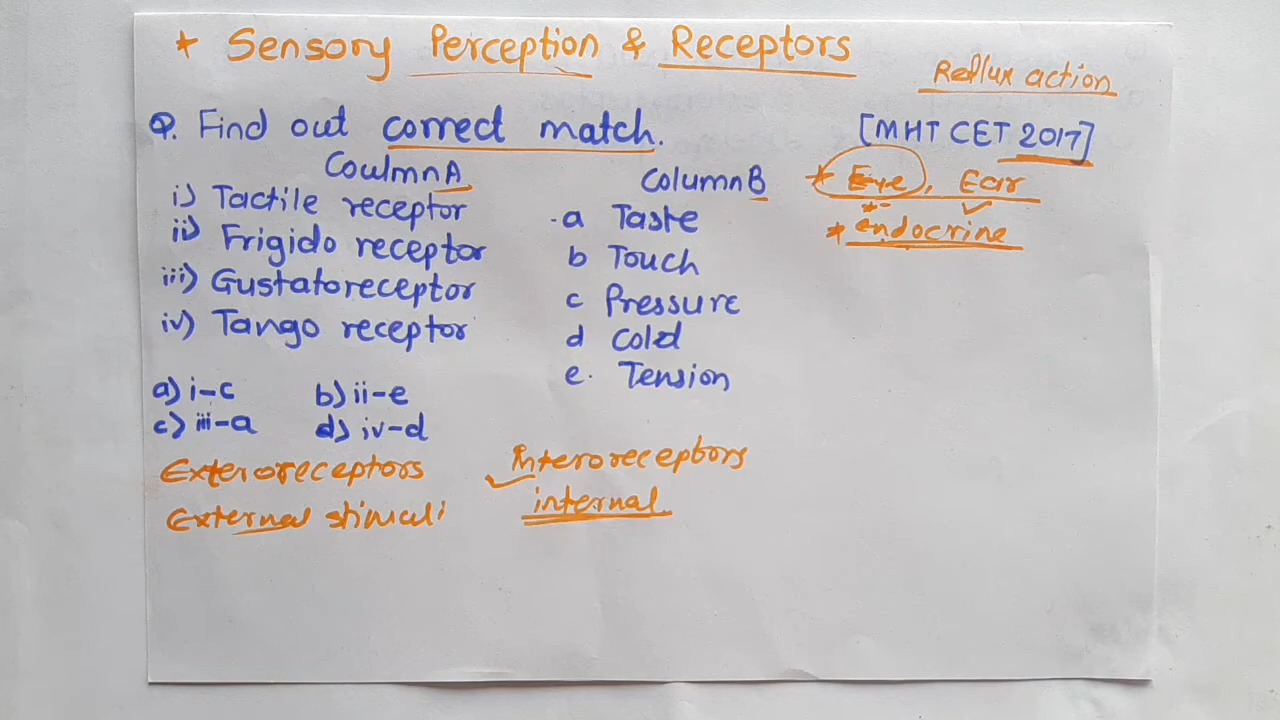 * Sensory Perception & Receptors
Reflux action
Q. Find out correct match.
[MHT CET 2017]
Coulmn A
Column B
* Eye, Ear
i) Tactile receptor
a Taste
* endocrine
ii) Frigido receptor
b Touch
iii) Gustatoreceptor
c Pressure
iv) Tango receptor
d Cold
e. Tension
a) i-c b) ii-e
c) iii-a d) iv-d
Exteroreceptors
Interoreceptors
External stimuli
internal